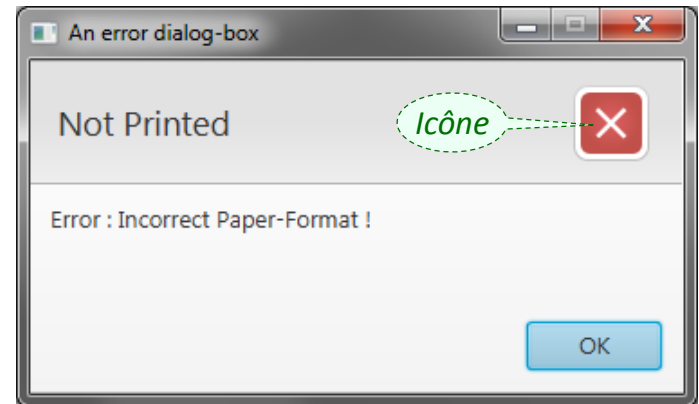 An error dialog-box
Not Printed
Icône
Error : Incorrect Paper-Format !
OK